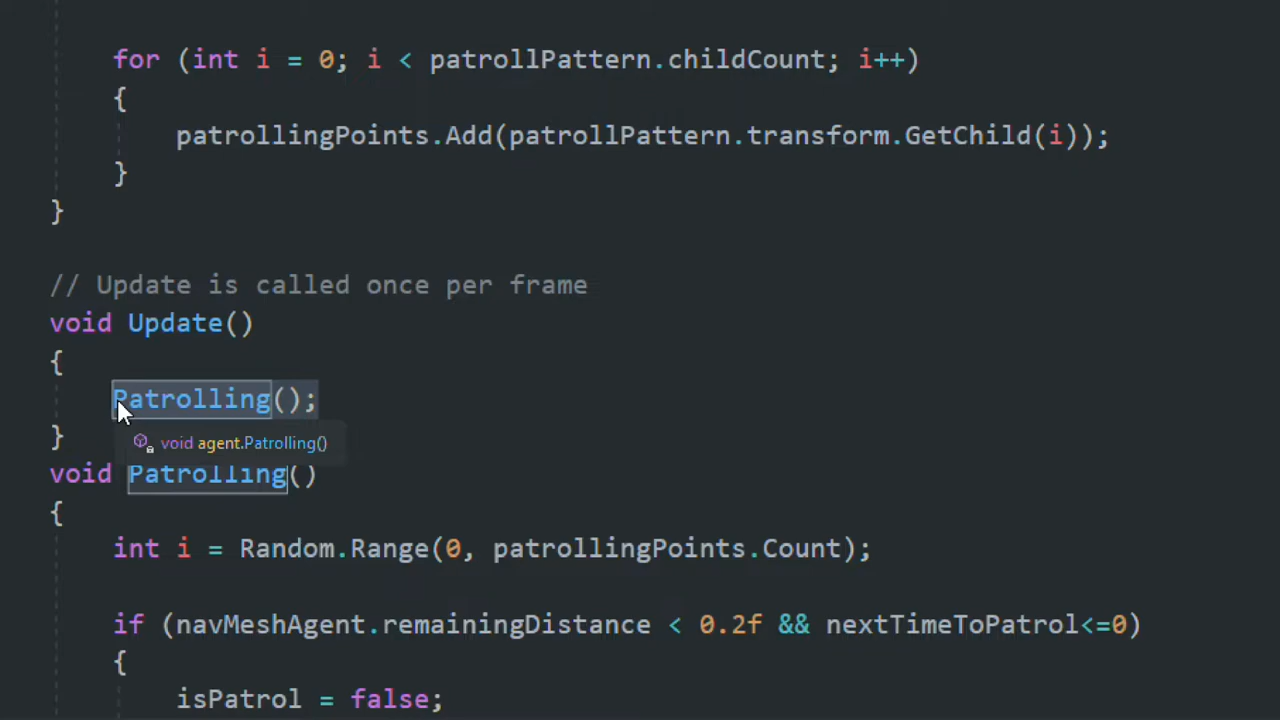 for (int i = 0; i < patrollPattern.childCount; i++)
{
patrollingPoints.Add(patrollPattern.transform.GetChild(i));
}
}
// Update is called once per frame
void Update()
{
Patrolling();
}
void agent.Patrolling()
void Patrolling()
{
int i = Random.Range(0, patrollingPoints.Count);
if (navMeshAgent.remainingDistance < 0.2f && nextTimeToPatrol<=0)
{
isPatrol = false;